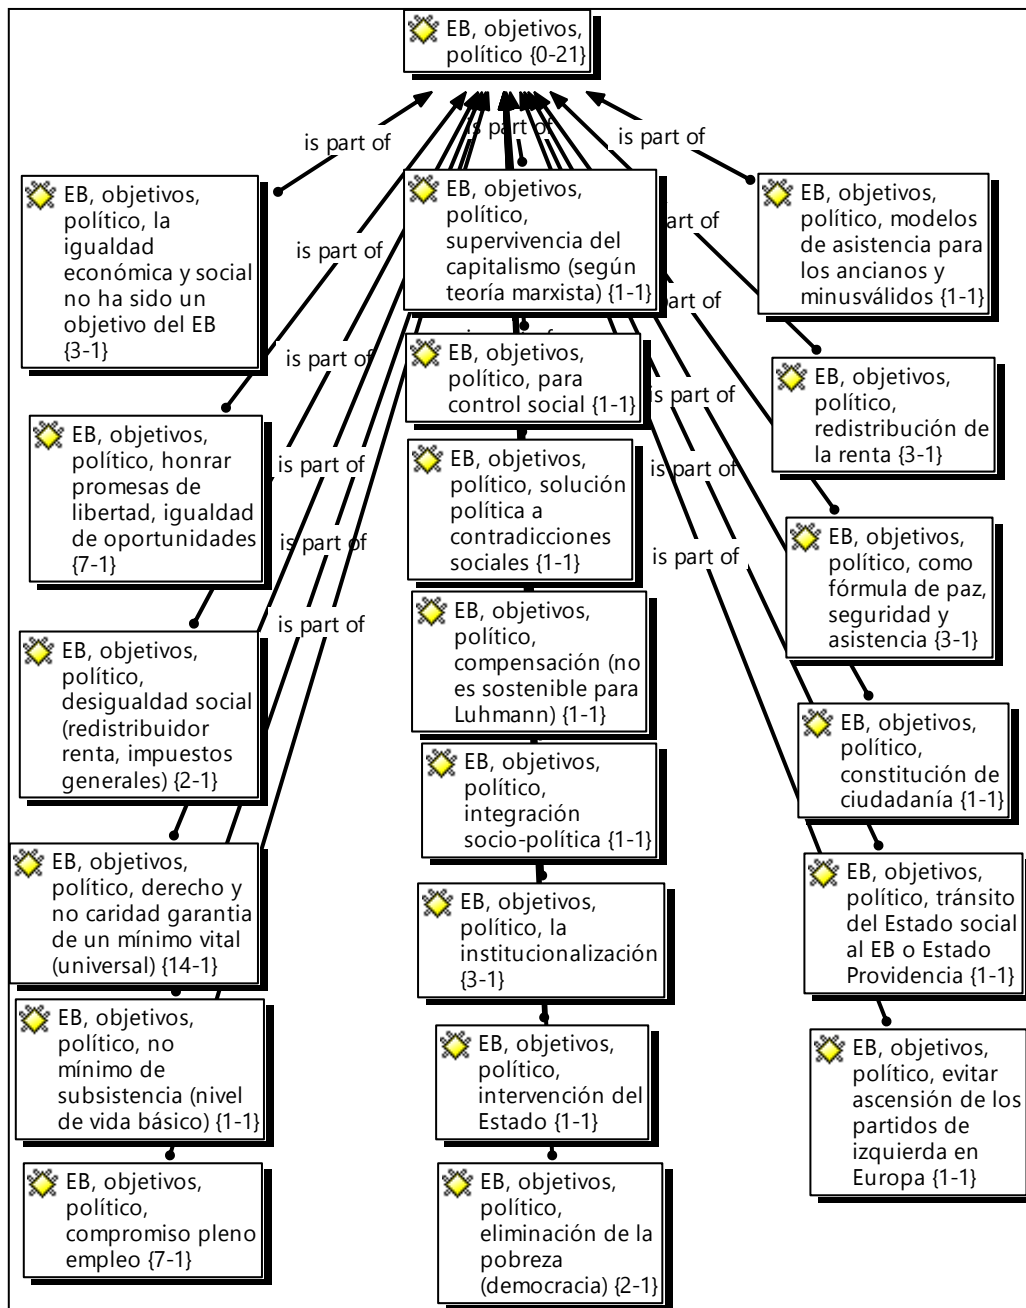 EB, objetivos,
político {0-21}
is part of
is part of
is part of
EB, objetivos,
político, la
igualdad
económica y social
no ha sido un
objetivo del EB
{3-1}
EB, objetivos,
político,
supervivencia del
capitalismo (según
teoría marxista) {1-1}
EB, objetivos,
político, modelos
de asistencia para
los ancianos y
minusválidos {1-1}
is part of
part of
part of
is part of
EB, objetivos,
político, para
control social {1-1}
EB, objetivos,
político,
redistribución de
la renta {3-1}
is part of
EB, objetivos,
político, honrar
promesas de
libertad, igualdad
de oportunidades
{7-1}
is part of
EB, objetivos,
político, solución
política a
contradicciones
sociales {1-1}
is part of
is part of
is part of
EB, objetivos,
político, como
fórmula de paz,
seguridad y
asistencia {3-1}
is part of
EB, objetivos,
político,
desigualdad social
(redistribuidor
renta, impuestos
generales) {2-1}
EB, objetivos,
político,
compensación (no
es sostenible para
Luhmann) {1-1}
EB, objetivos,
político,
constitución de
ciudadanía {1-1}
EB, objetivos,
político,
integración
socio-política {1-1}
EB, objetivos,
político, derecho y
no caridad garantia
de un mínimo vital
(universal) {14-1}
EB, objetivos,
político, la
institucionalización
{3-1}
EB, objetivos,
político, tránsito
del Estado social
al EB o Estado
Providencia {1-1}
EB, objetivos,
político, no
mínimo de
subsistencia (nivel
de vida básico) {1-1}
EB, objetivos,
político,
intervención del
Estado {1-1}
EB, objetivos,
político, evitar
ascensión de los
partidos de
izquierda en
Europa {1-1}
EB, objetivos,
político,
compromiso pleno
empleo {7-1}
EB, objetivos,
político,
eliminación de la
pobreza
(democracia) {2-1}